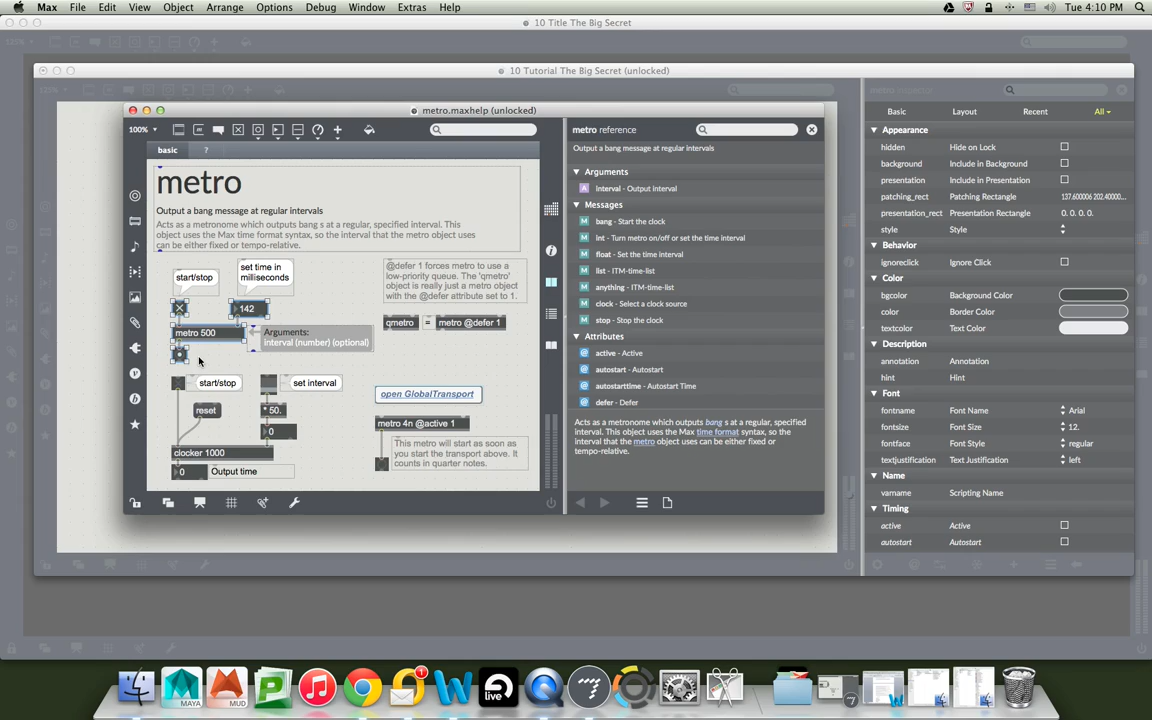 Max File Edit View Object Arrange Options Debug Window Extras Help
Tue 4:10 PM
10 Title The Big Secret
10 Tutorial The Big Secret (unlocked)
metro.maxhelp (unlocked)
100%
basic ?
metro
Output a bang message at regular intervals
Acts as a metronome which outputs bang s at a regular, specified interval. This
object uses the Max time format syntax, so the interval that the metro object uses
can be either fixed or tempo-relative.
start/stop
set time in
milliseconds
142
metro 500
Arguments:
interval (number) (optional)
@defer 1 forces metro to use a
low-priority queue. The 'qmetro'
object is really just a metro object
with the @defer attribute set to 1.
qmetro = metro @defer 1
start/stop
set interval
reset
* 50.
0
clocker 1000
0
Output time
open GlobalTransport
metro 4n @active 1
This metro will start as soon as
you start the transport above. It
counts in quarter notes.
metro reference
Output a bang message at regular intervals
Arguments
A Interval - Output interval
Messages
M bang - Start the clock
M int - Turn metro on/off or set the time interval
M float - Set the time interval
M list - ITM-time-list
M anything - ITM-time-list
M clock - Select a clock source
M stop - Stop the clock
Attributes
@ active - Active
@ autostart - Autostart
@ autostarttime - Autostart Time
@ defer - Defer
Acts as a metronome which outputs bang s at a regular, specified
interval. This object uses the Max time format syntax, so the
interval that the metro object uses can be either fixed or
tempo-relative.
metro inspector
Basic Layout Recent All
Appearance
hidden Hide on Lock
background Include in Background
presentation Include in Presentation
patching_rect Patching Rectangle 137.600006 202.40000...
presentation_rect Presentation Rectangle 0. 0. 0. 0.
style Style
Behavior
ignoreclick Ignore Click
Color
bgcolor Background Color
color Border Color
textcolor Text Color
Description
annotation Annotation
hint Hint
Font
fontname Font Name Arial
fontsize Font Size 12.
fontface Font Style regular
textjustification Text Justification left
Name
varname Scripting Name
Timing
active Active
autostart Autostart
MAYA
MUD
1
live
7